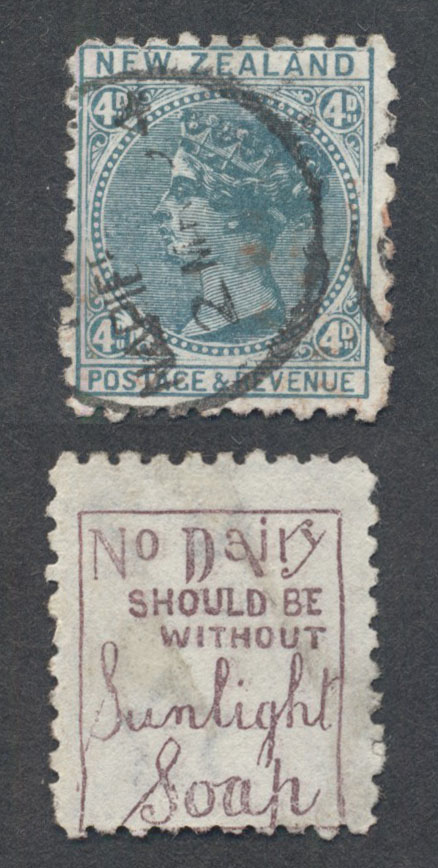 NEW ZEALAND
4D 4D
4D 4D
POSTAGE & REVENUE
No Dairy
SHOULD BE
WITHOUT
Sunlight
Soap